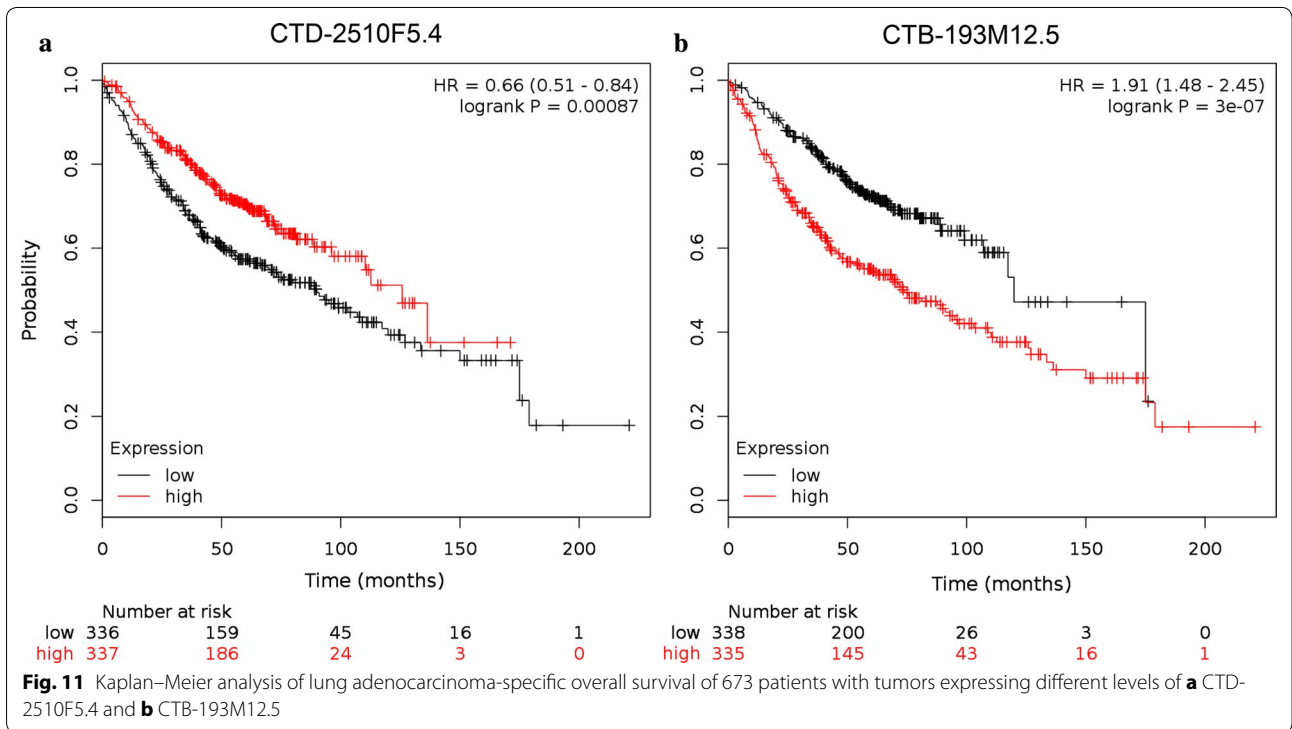 a
CTD-2510F5.4
HR = 0.66 (0.51 - 0.84)
logrank P = 0.00087
Probability
1.0
0.8
0.6
0.4
0.2
0.0
Expression
low
high
0 50 100 150 200
Time (months)
Number at risk
low 336 159 45 16 1
high 337 186 24 3 0
b
CTB-193M12.5
HR = 1.91 (1.48 - 2.45)
logrank P = 3e-07
1.0
0.8
0.6
0.4
0.2
0.0
Expression
low
high
0 50 100 150 200
Time (months)
Number at risk
low 338 200 26 3 0
high 335 145 43 16 1
Fig. 11 Kaplan–Meier analysis of lung adenocarcinoma-specific overall survival of 673 patients with tumors expressing different levels of a CTD-
2510F5.4 and b CTB-193M12.5